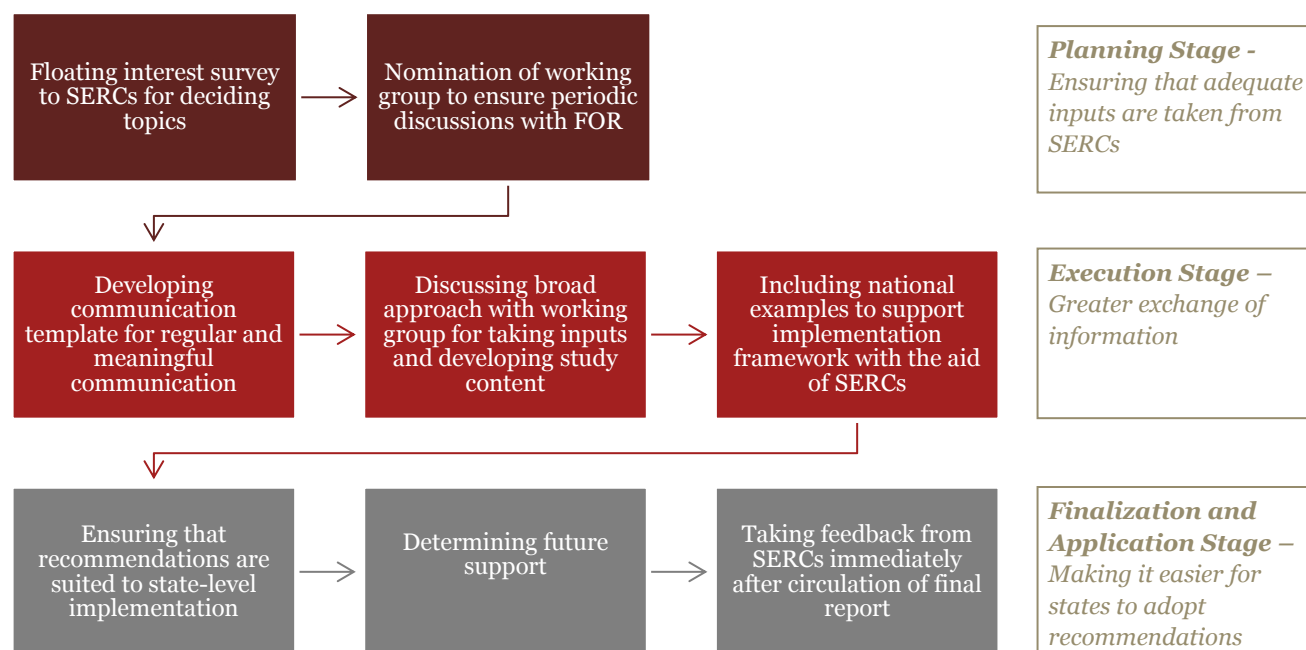 Floating interest survey
to SERCs for deciding
topics
Nomination of working
group to ensure periodic
discussions with FOR
Planning Stage -
Ensuring that adequate
inputs are taken from
SERCs
Developing
communication
template for regular and
meaningful
communication
Discussing broad
approach with working
group for taking inputs
and developing study
content
Including national
examples to support
implementation
framework with the aid
of SERCs
Execution Stage –
Greater exchange of
information
Ensuring that
recommendations are
suited to state-level
implementation
Determining future
support
Taking feedback from
SERCs immediately
after circulation of final
report
Finalization and
Application Stage –
Making it easier for
states to adopt
recommendations